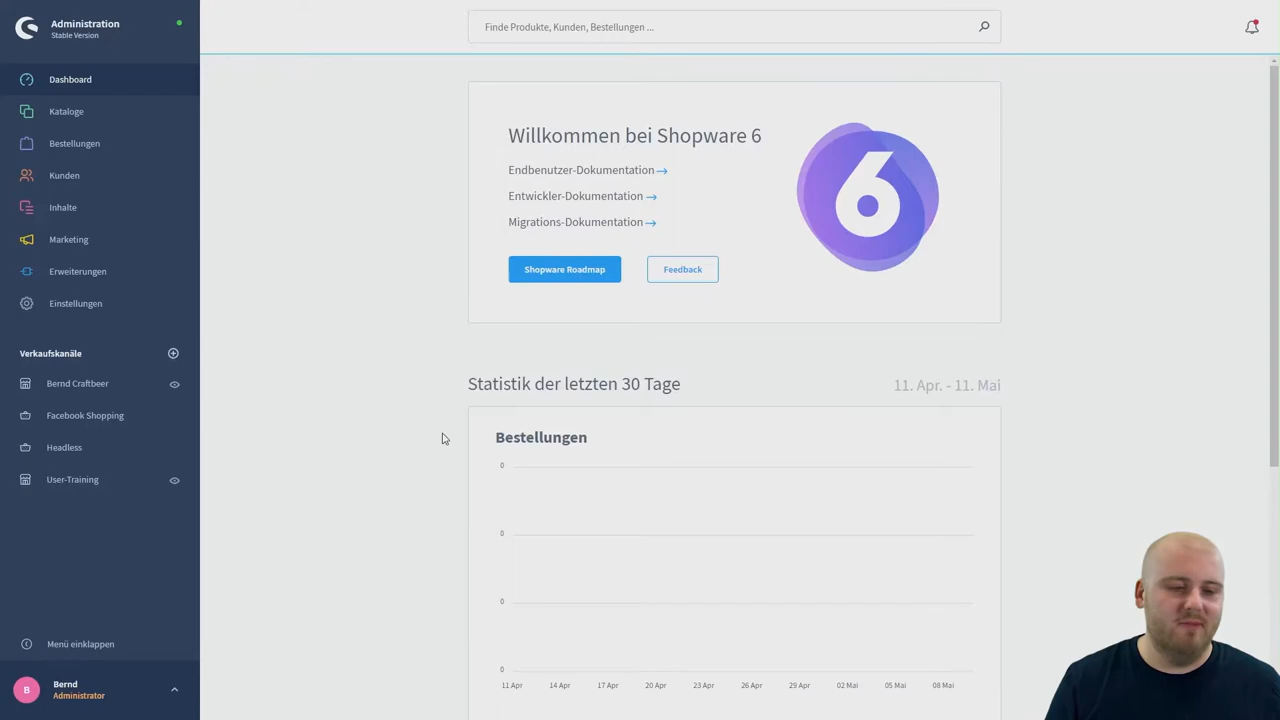 Administration
Stable Version
Dashboard
Kataloge
Bestellungen
Kunden
Inhalte
Marketing
Erweiterungen
Einstellungen
Verkaufskanäle
Bernd Craftbeer
Facebook Shopping
Headless
User-Training
Menü einklappen
B
Bernd
Administrator
Finde Produkte, Kunden, Bestellungen ...
Willkommen bei Shopware 6
Endbenutzer-Dokumentation →
Entwickler-Dokumentation →
Migrations-Dokumentation →
Shopware Roadmap Feedback
6
Statistik der letzten 30 Tage 11. Apr. - 11. Mai
Bestellungen
0
0
0
0
11 Apr 14 Apr 17 Apr 20 Apr 23 Apr 26 Apr 29 Apr 02 Mai 05 Mai 08 Mai